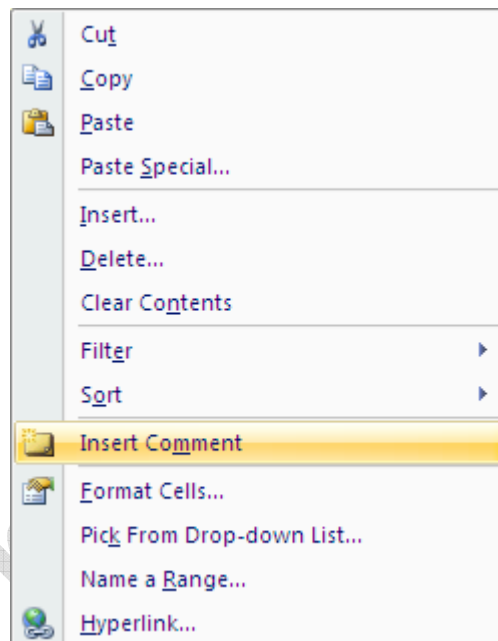 Cut
Copy
Paste
Paste Special...
Insert...
Delete...
Clear Contents
Filter
Sort
Insert Comment
Format Cells...
Pick From Drop-down List...
Name a Range...
Hyperlink...